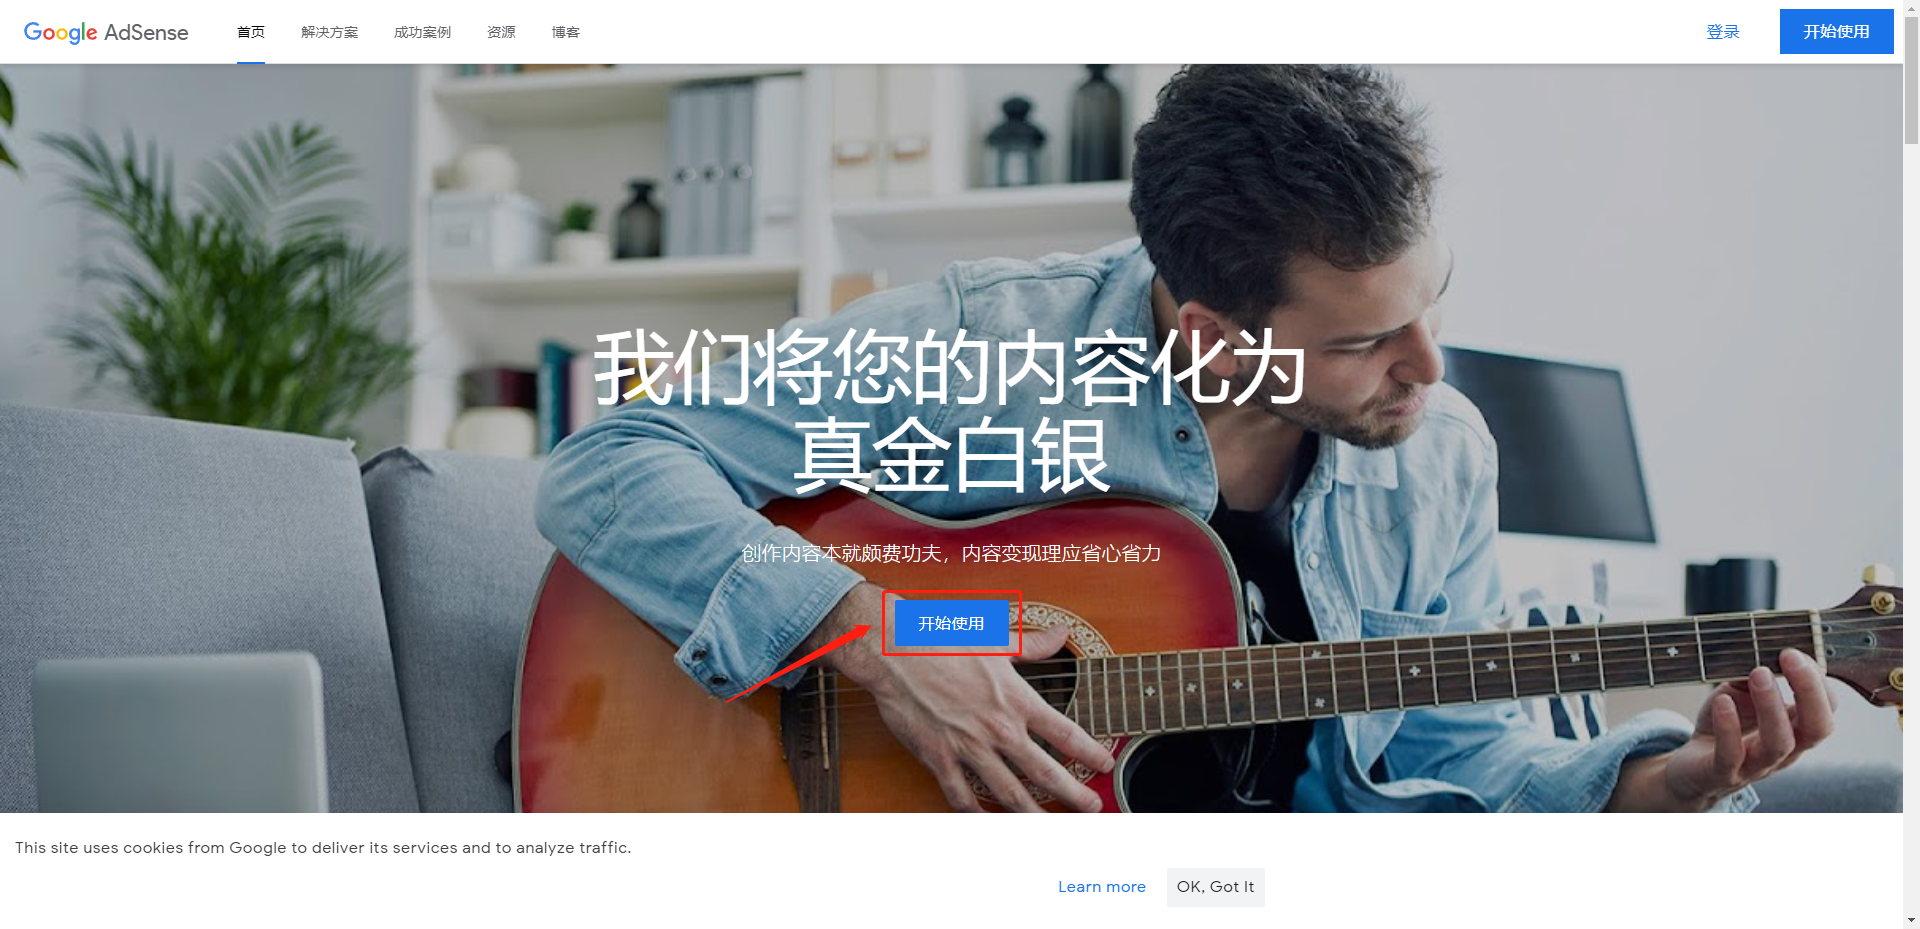 Google AdSense
首页
解决方案
成功案例
资源
博客
登录
开始使用
我们将您的内容化为
真金白银
创作内容本就颇费功夫，内容变现理应省心省力
开始使用
This site uses cookies from Google to deliver its services and to analyze traffic.
Learn more
OK, Got It